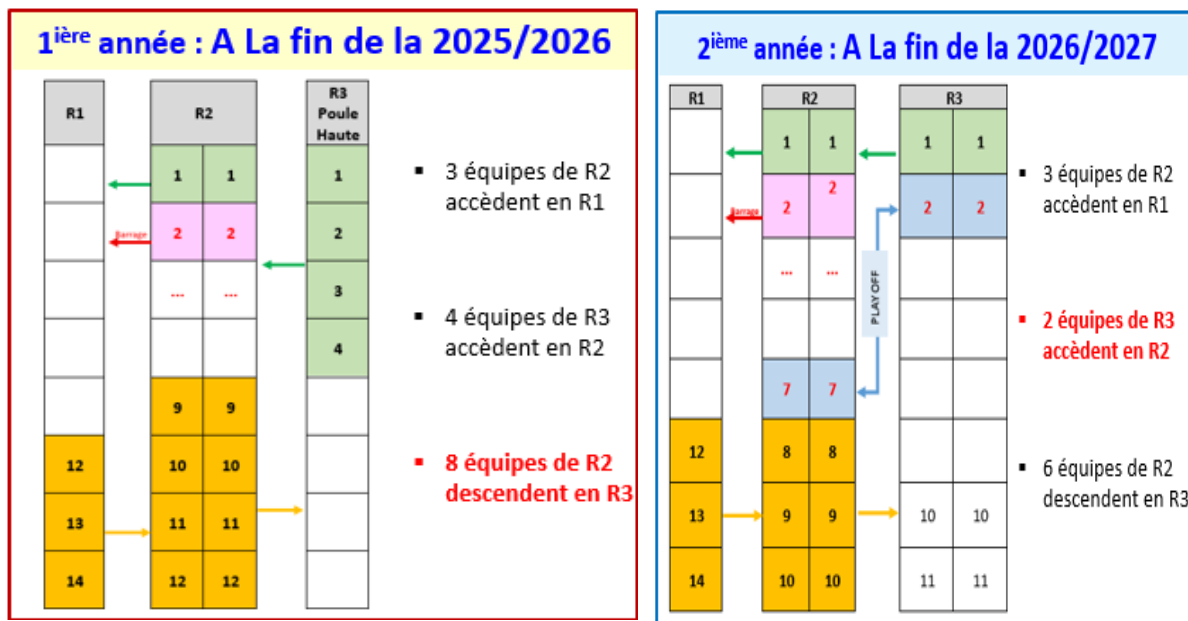 1ière année : A La fin de la 2025/2026
R1
R2
R3
Poule
Haute
1 1 1
Barrage
2 2 2
... ... 3
4
9 9
12 10 10
13 11 11
14 12 12
▪ 3 équipes de R2
accèdent en R1
▪ 4 équipes de R3
accèdent en R2
▪ 8 équipes de R2
descendent en R3
2ième année : A La fin de la 2026/2027
R1 R2 R3
1 1 1 1
Barrage
2 2 2 2
... ...
PLAY OFF
7 7
12 8 8
13 9 9 10 10
14 10 10 11 11
▪ 3 équipes de R2
accèdent en R1
▪ 2 équipes de R3
accèdent en R2
▪ 6 équipes de R2
descendent en R3